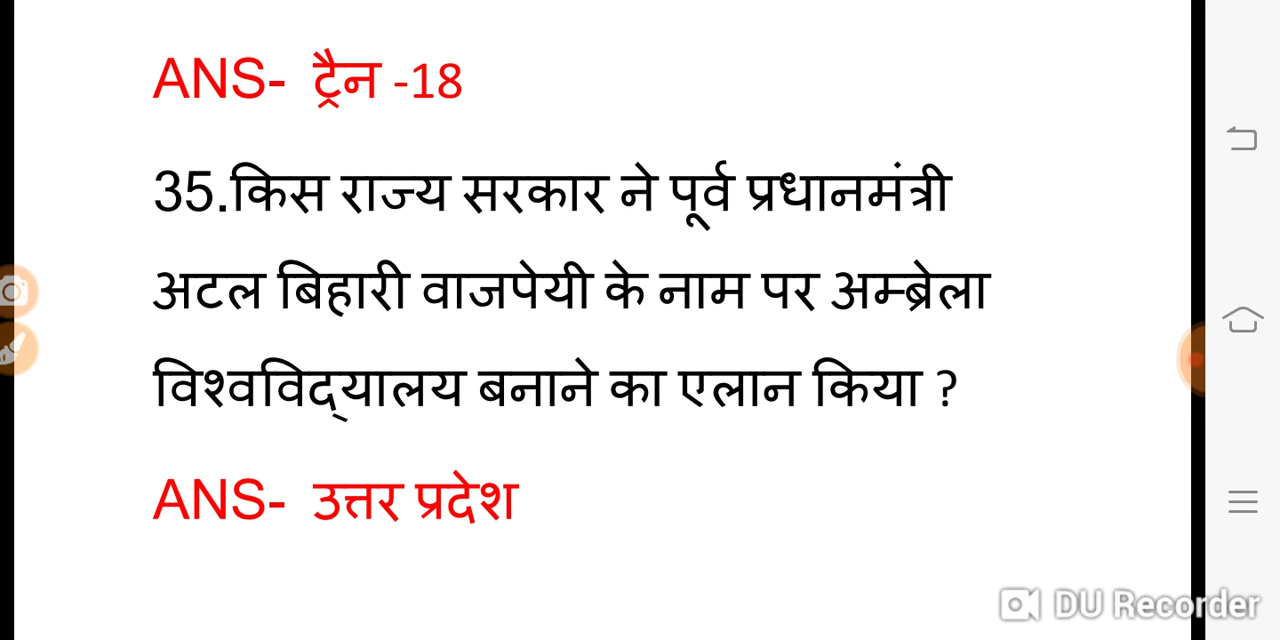 ANS- ट्रैन -18
35.किस राज्य सरकार ने पूर्व प्रधानमंत्री
अटल बिहारी वाजपेयी के नाम पर अम्ब्रेला
विश्वविद्यालय बनाने का एलान किया ?
ANS- उत्तर प्रदेश
DU Recorder